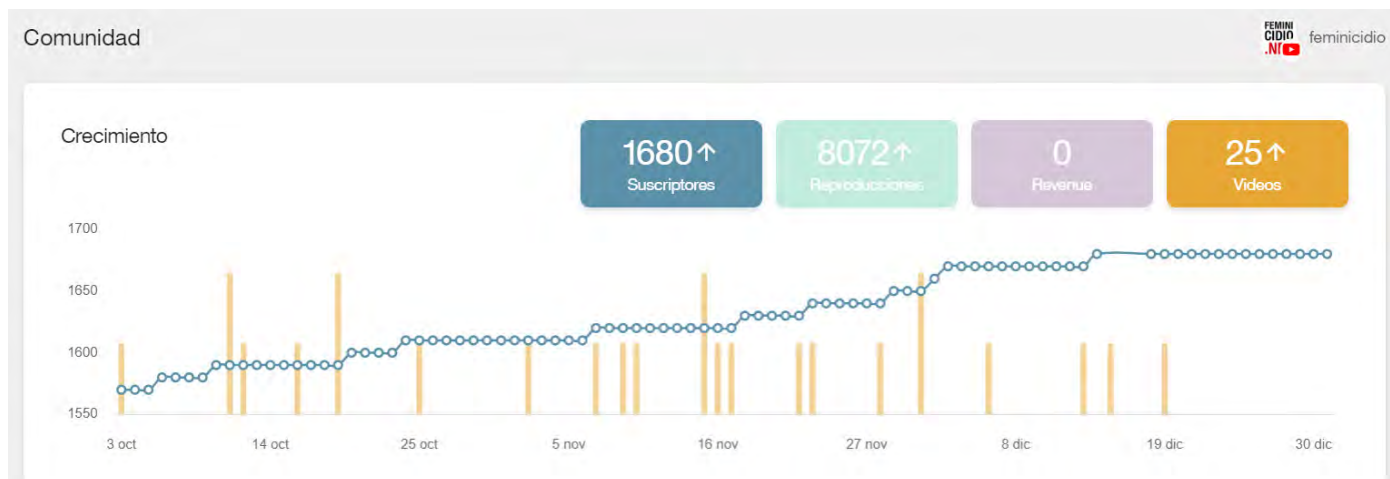 Comunidad
FEMINI
CIDIO
.N
feminicidio
Crecimiento
1680↑
Suscriptores
8072↑
Reproducciones
0
Revenue
25↑
Videos
1700
1650
1600
1550
3 oct
14 oct
25 oct
5 nov
16 nov
27 nov
8 dic
19 dic
30 dic